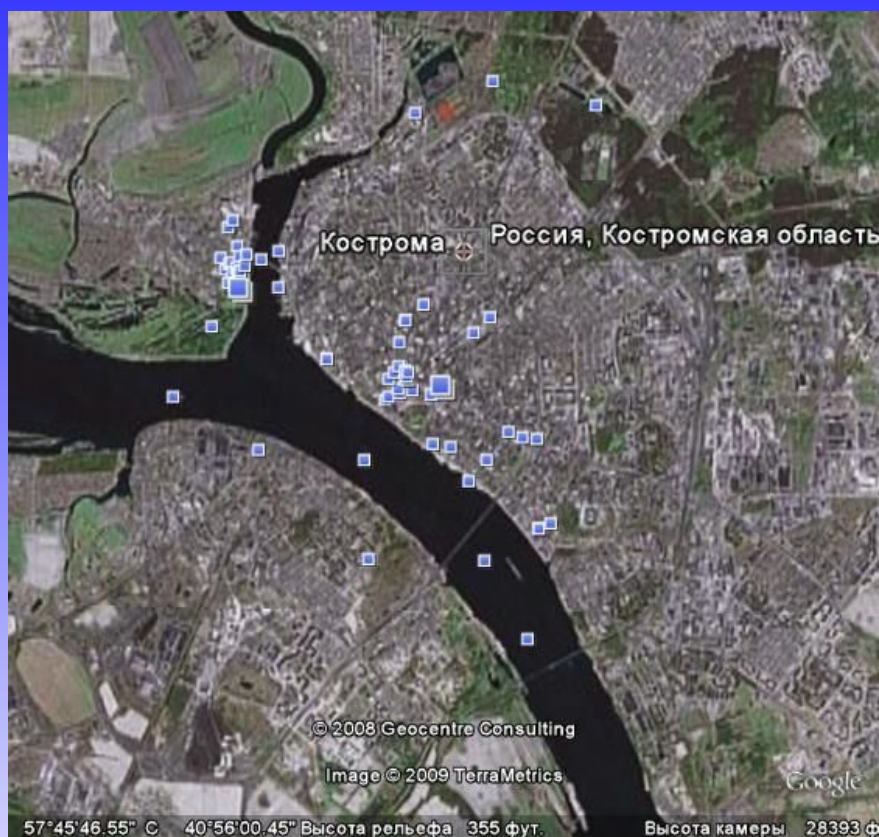 Кострома
Россия, Костромская область
© 2008 Geocentre Consulting
Image © 2009 TerraMetrics
Google
57°45'46.55" С 40°56'00.45" Высота рельефа 355 фут. Высота камеры 28393 ф